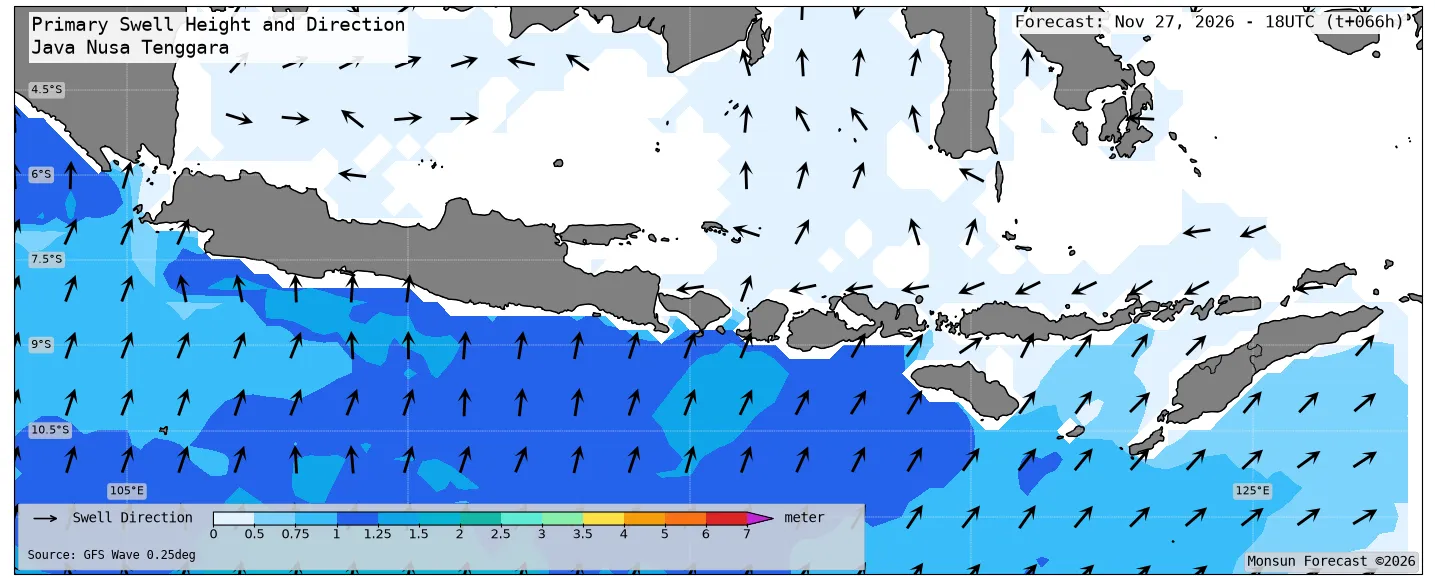 Primary Swell Height and Direction
Java Nusa Tenggara
Forecast: Nov 27, 2026 - 18UTC (t+066h)
4.5°S
6°S
7.5°S
9°S
10.5°S
105°E
125°E
Swell Direction
meter
0 0.5 0.75 1 1.25 1.5 2 2.5 3 3.5 4 5 6 7
Source: GFS Wave 0.25deg
Monsun Forecast ©2026